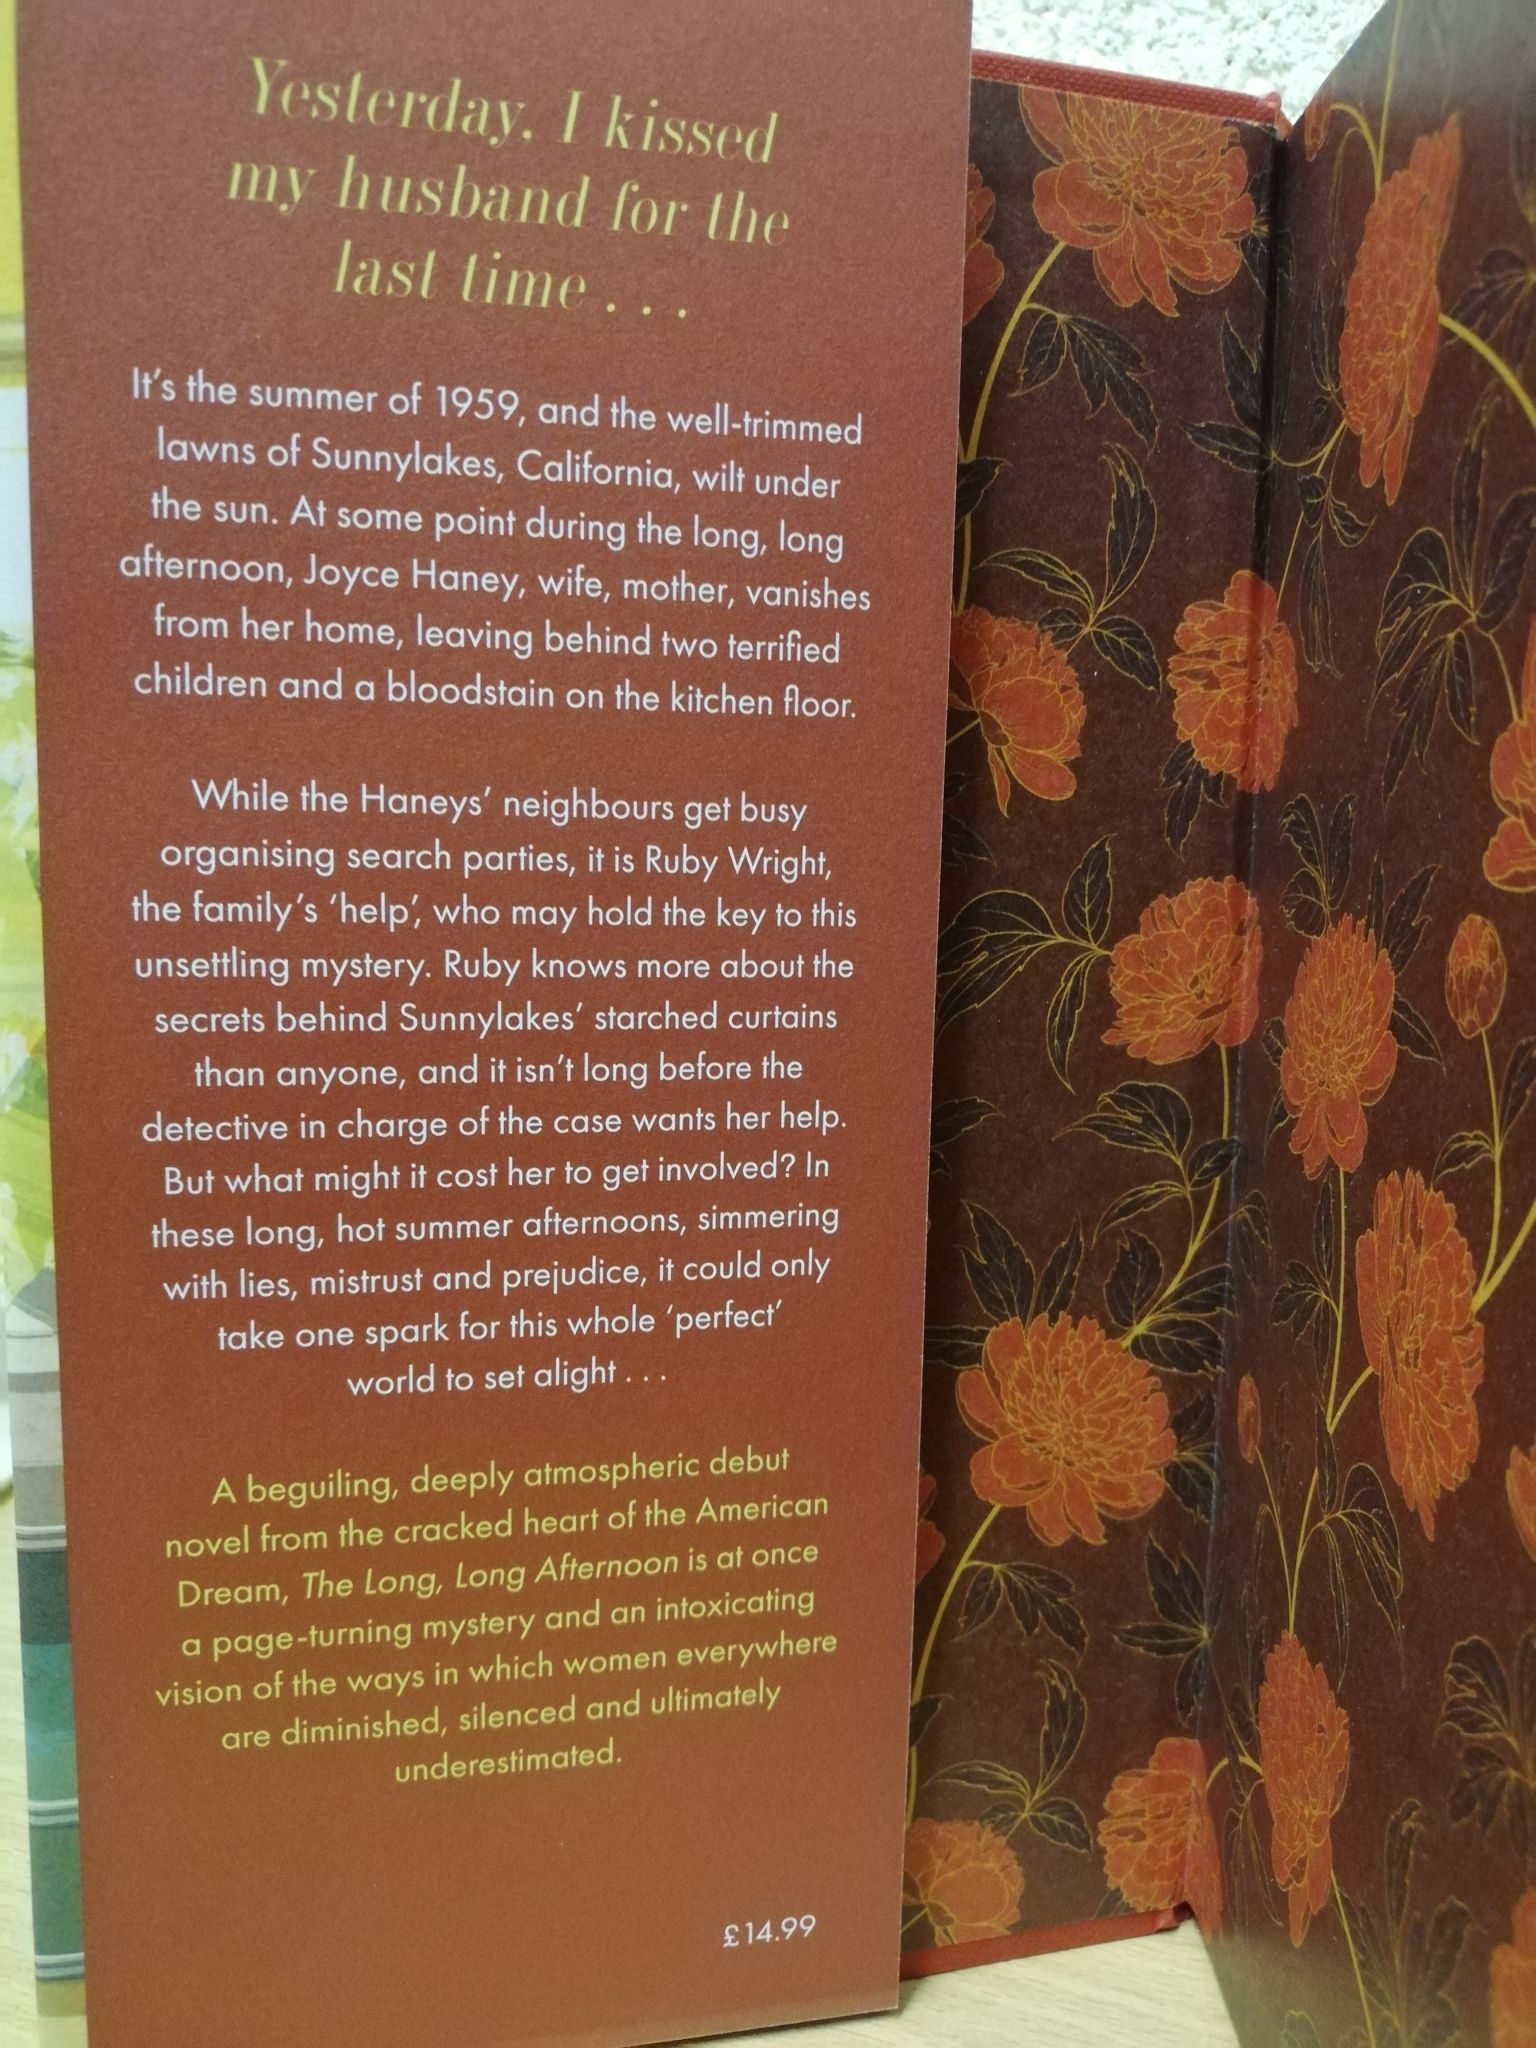 Yesterday, I kissed
my husband for the
last time . . .
It's the summer of 1959, and the well-trimmed
lawns of Sunnylakes, California, wilt under
the sun. At some point during the long, long
afternoon, Joyce Haney, wife, mother, vanishes
from her home, leaving behind two terrified
children and a bloodstain on the kitchen floor.
While the Haneys' neighbours get busy
organising search parties, it is Ruby Wright,
the family's 'help', who may hold the key to this
unsettling mystery. Ruby knows more about the
secrets behind Sunnylakes' starched curtains
than anyone, and it isn't long before the
detective in charge of the case wants her help.
But what might it cost her to get involved? In
these long, hot summer afternoons, simmering
with lies, mistrust and prejudice, it could only
take one spark for this whole 'perfect'
world to set alight . . .
A beguiling, deeply atmospheric debut
novel from the cracked heart of the American
Dream, The Long, Long Afternoon is at once
a page-turning mystery and an intoxicating
vision of the ways in which women everywhere
are diminished, silenced and ultimately
underestimated.
£14.99